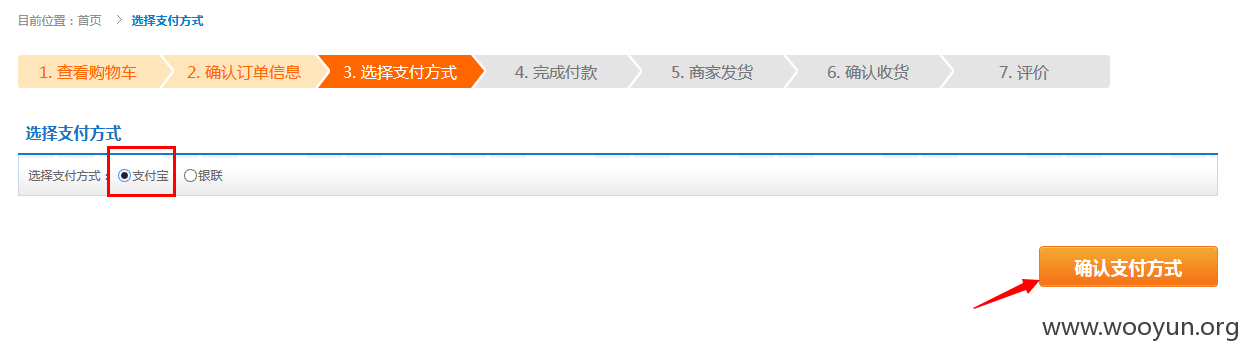 目前位置：首页 > 选择支付方式
1. 查看购物车 2. 确认订单信息 3. 选择支付方式 4. 完成付款 5. 商家发货 6. 确认收货 7. 评价
选择支付方式
选择支付方式： 支付宝 银联
确认支付方式
www.wooyun.org